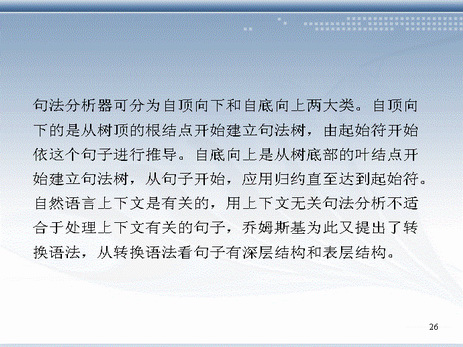 句法分析器可分为自顶向下和自底向上两大类。自顶向
下的是从树顶的根结点开始建立句法树，由起始符开始
依这个句子进行推导。自底向上是从树底部的叶结点开
始建立句法树，从句子开始，应用归约直至达到起始符。
自然语言上下文是有关的，用上下文无关句法分析不适
合于处理上下文有关的句子，乔姆斯基为此又提出了转
换语法，从转换语法看句子有深层结构和表层结构。
26